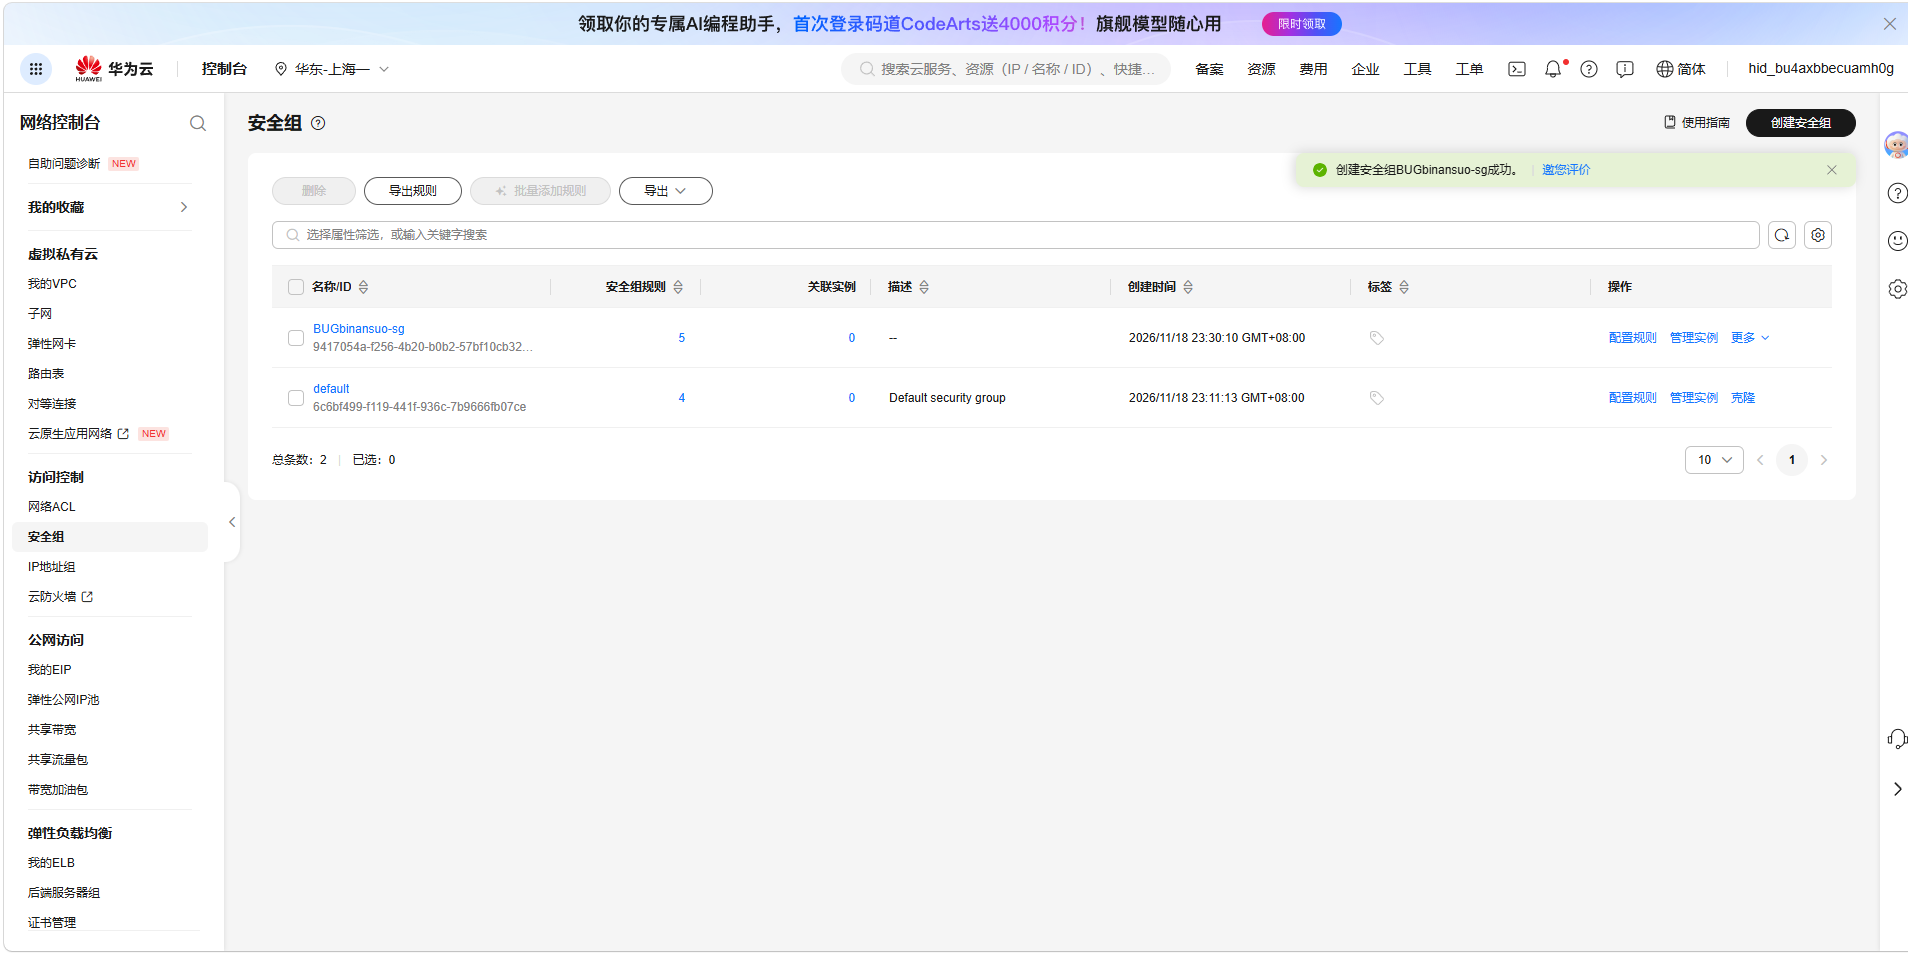 领取你的专属AI编程助手，首次登录码道CodeArts送4000积分！旗舰模型随心用 限时领取
HUAWEI 华为云 控制台 华东-上海一 搜索云服务、资源（IP / 名称 / ID）、快捷... 备案 资源 费用 企业 工具 工单 简体 hid_bu4axbbecuamh0g
网络控制台
自助问题诊断 NEW
我的收藏
虚拟私有云
我的VPC
子网
弹性网卡
路由表
对等连接
云原生应用网络 NEW
访问控制
网络ACL
安全组
IP地址组
云防火墙
公网访问
我的EIP
弹性公网IP池
共享带宽
共享流量包
带宽加油包
弹性负载均衡
我的ELB
后端服务器组
证书管理
安全组 使用指南 创建安全组
创建安全组BUGbinansuo-sg成功。 邀您评价
删除 导出规则 批量添加规则 导出
选择属性筛选，或输入关键字搜索
名称/ID 安全组规则 关联实例 描述 创建时间 标签 操作
BUGbinansuo-sg
9417054a-f256-4b20-b0b2-57bf10cb32... 5 0 -- 2026/11/18 23:30:10 GMT+08:00 配置规则 管理实例 更多
default
6c6bf499-f119-441f-936c-7b9666fb07ce 4 0 Default security group 2026/11/18 23:11:13 GMT+08:00 配置规则 管理实例 克隆
总条数：2 已选：0 10 1